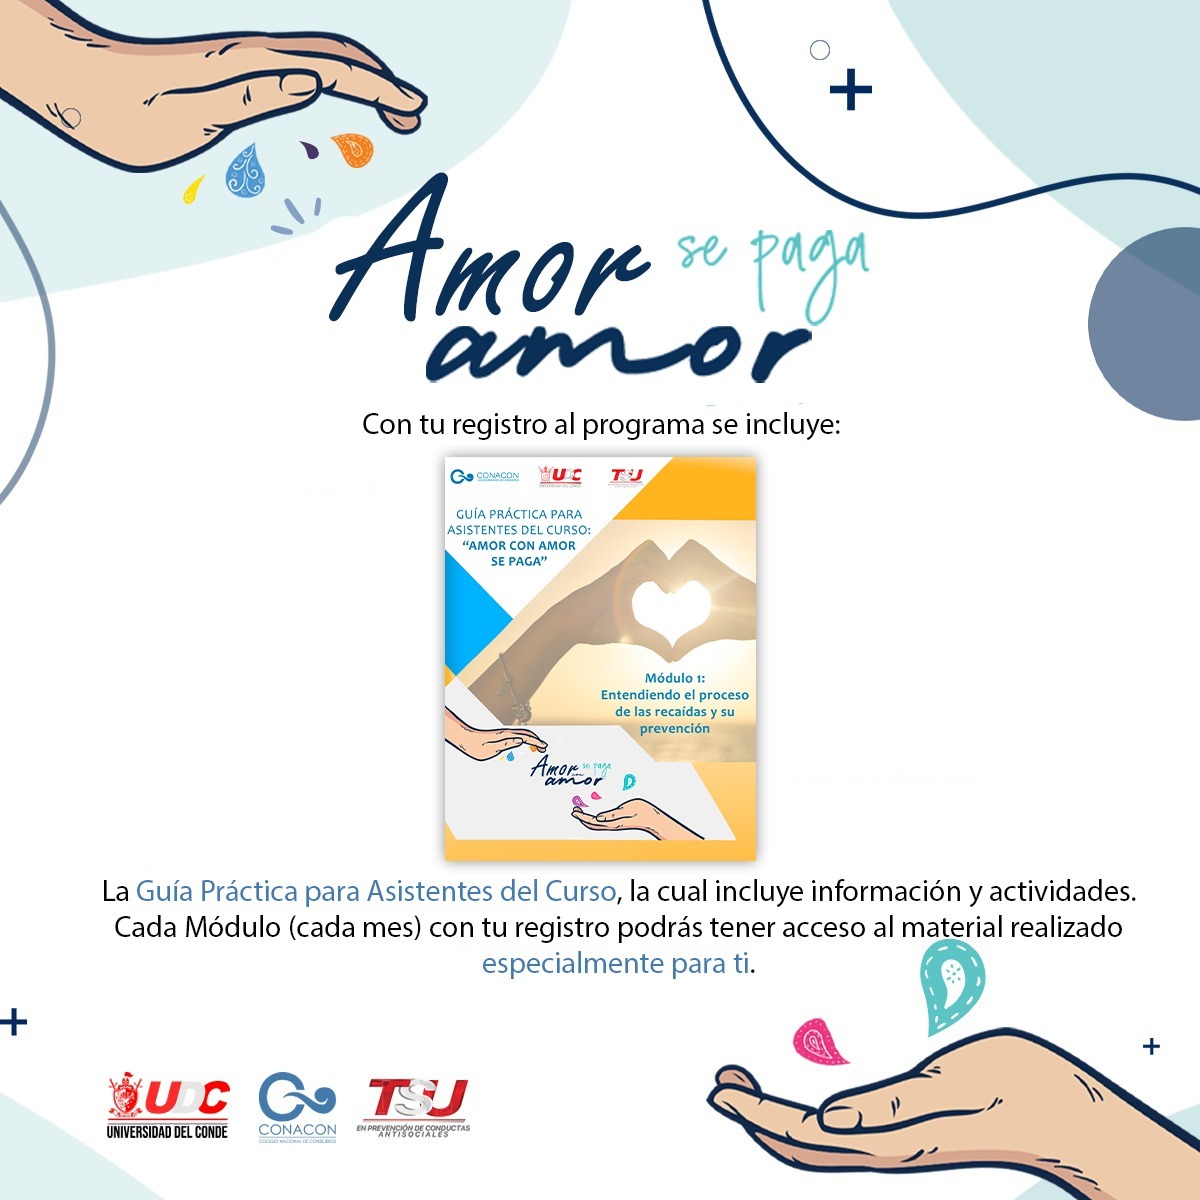 Amor se paga
amor
Con tu registro al programa se incluye:
CONACON
UDC
TSU
GUÍA PRÁCTICA PARA
ASISTENTES DEL CURSO:
“AMOR CON AMOR
SE PAGA”
Módulo 1:
Entendiendo el proceso
de las recaídas y su
prevención
Amor se paga
amor
La Guía Práctica para Asistentes del Curso, la cual incluye información y actividades.
Cada Módulo (cada mes) con tu registro podrás tener acceso al material realizado
especialmente para ti.
UDC
UNIVERSIDAD DEL CONDE
CONACON
COLEGIO NACIONAL DE CONSEJEROS
TSU
EN PREVENCIÓN DE CONDUCTAS
ANTISOCIALES